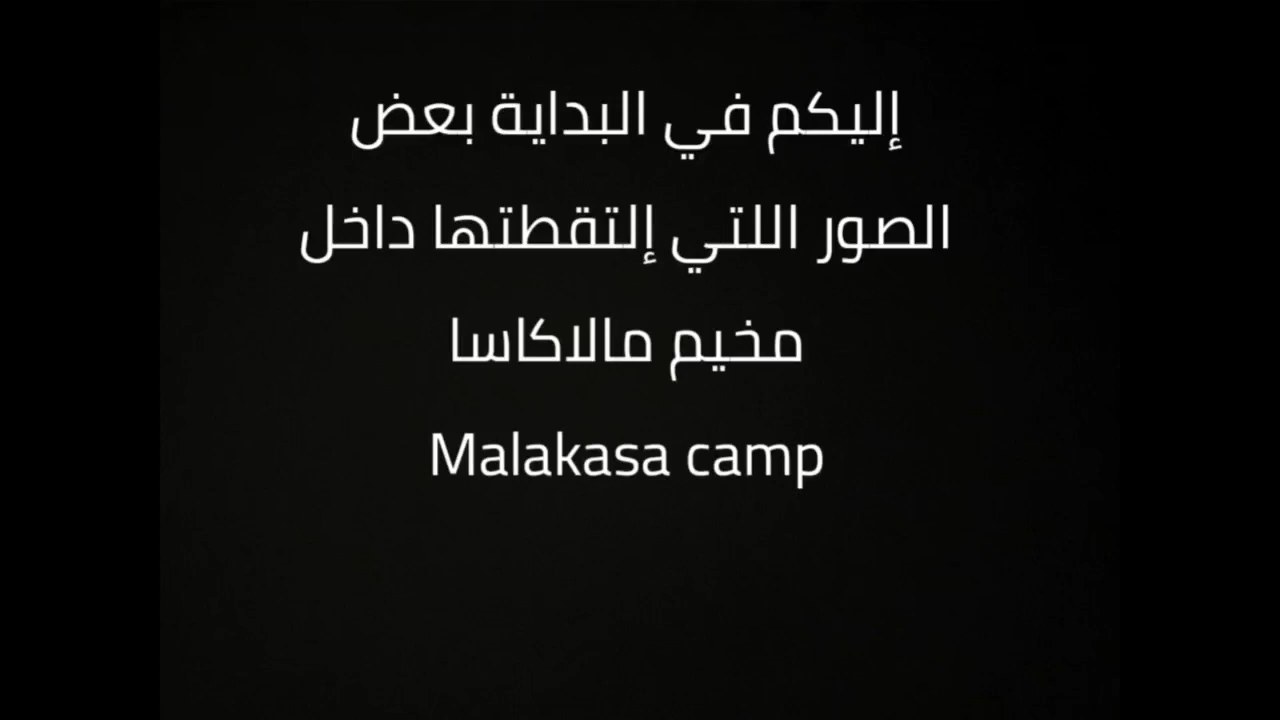 إليكم في البداية بعض
الصور اللتي إلتقطتها داخل
مخيم مالاكاسا
Malakasa camp